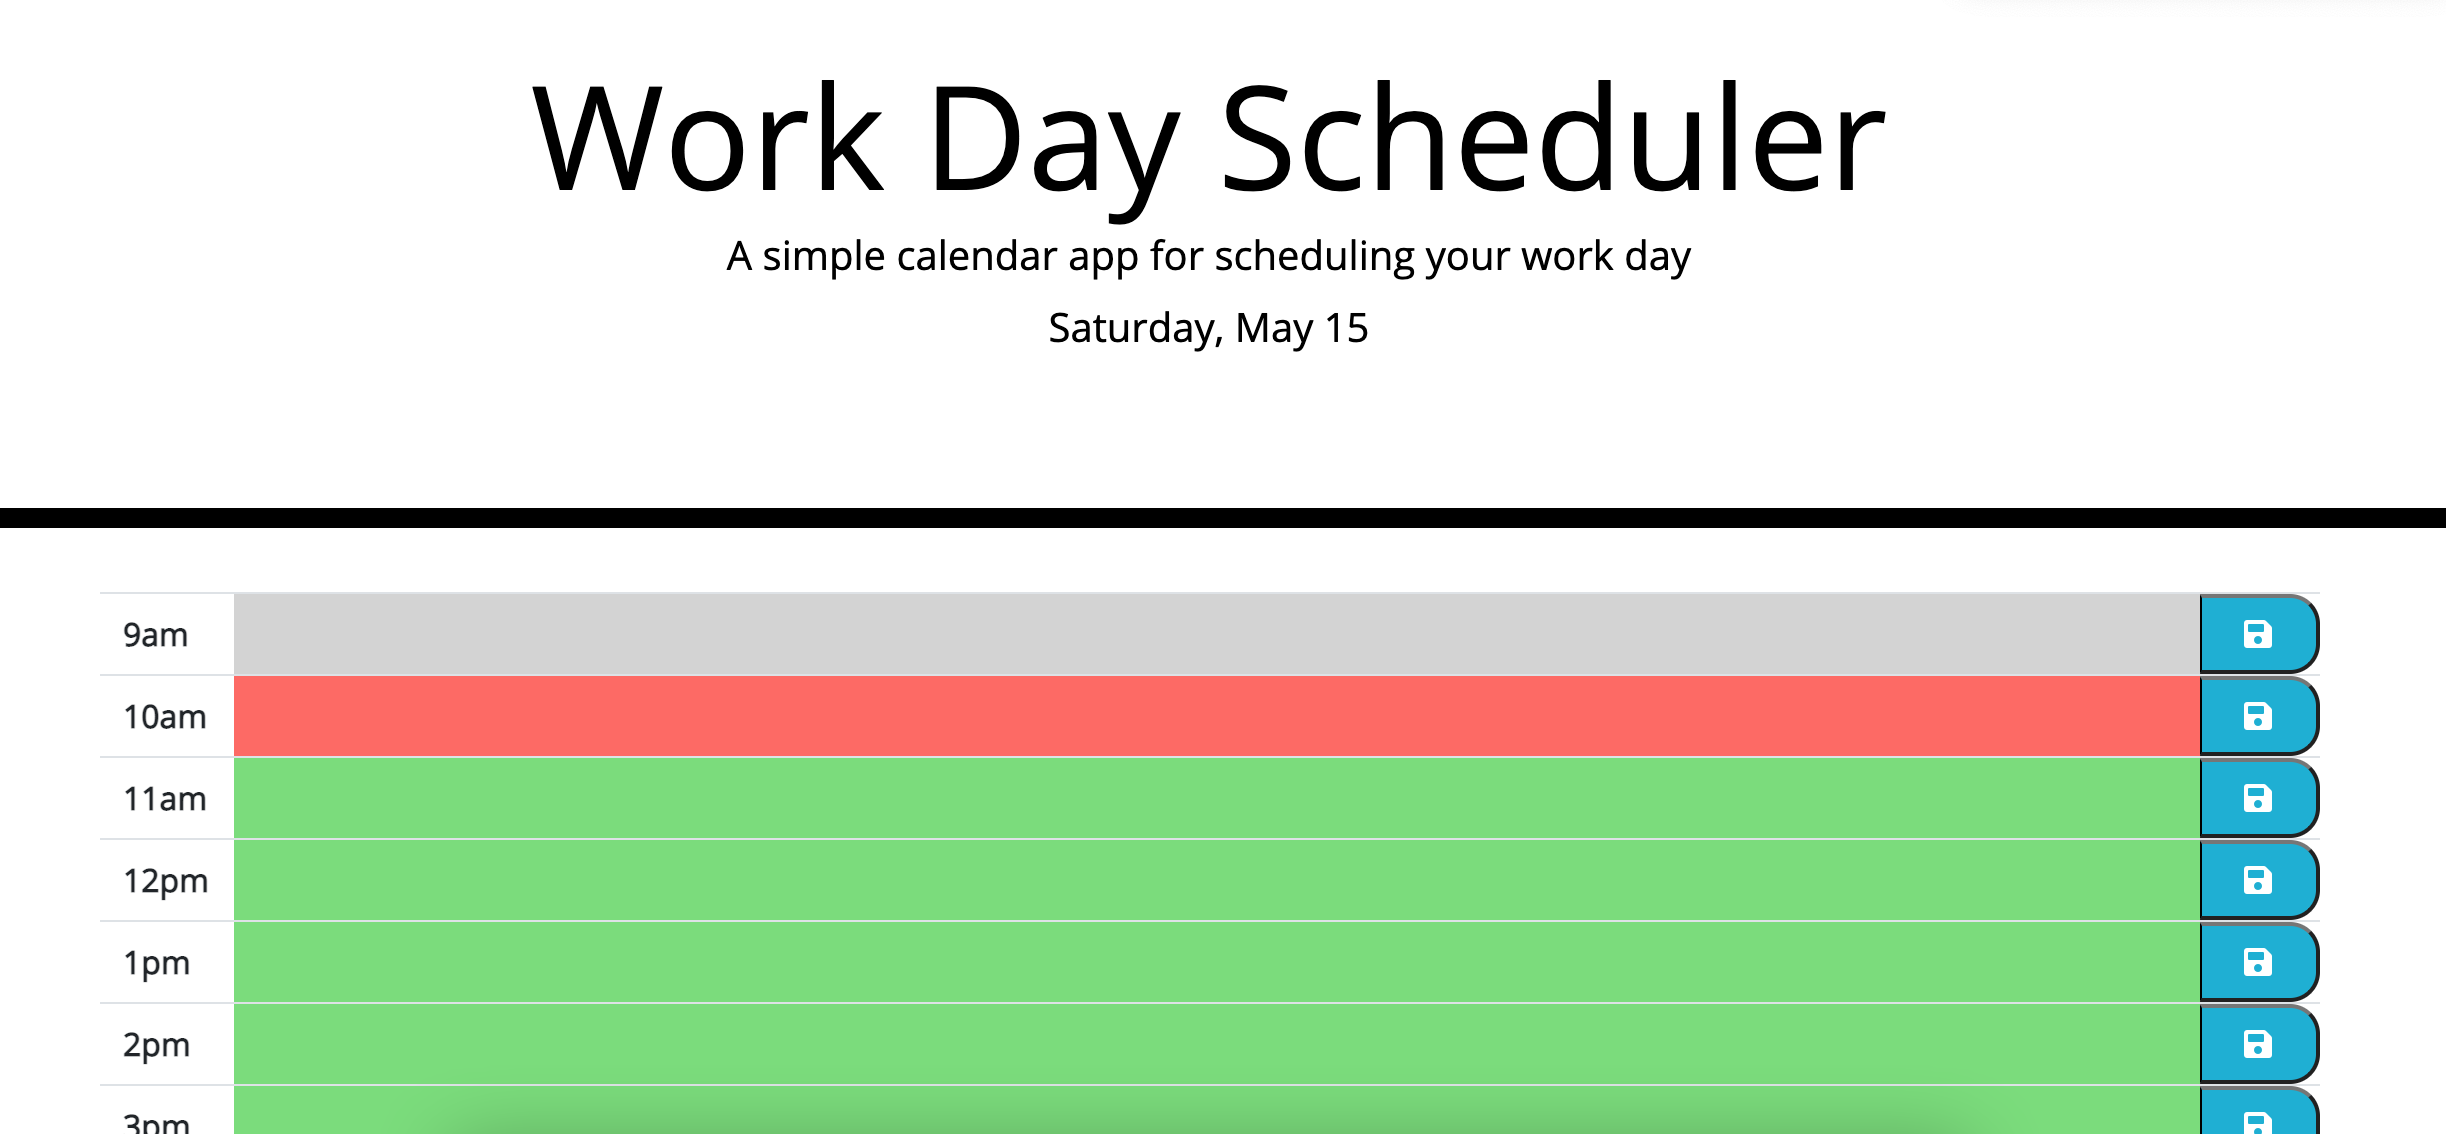 Work Day Scheduler
A simple calendar app for scheduling your work day
Saturday, May 15
9am
10am
11am
12pm
1pm
2pm
3pm